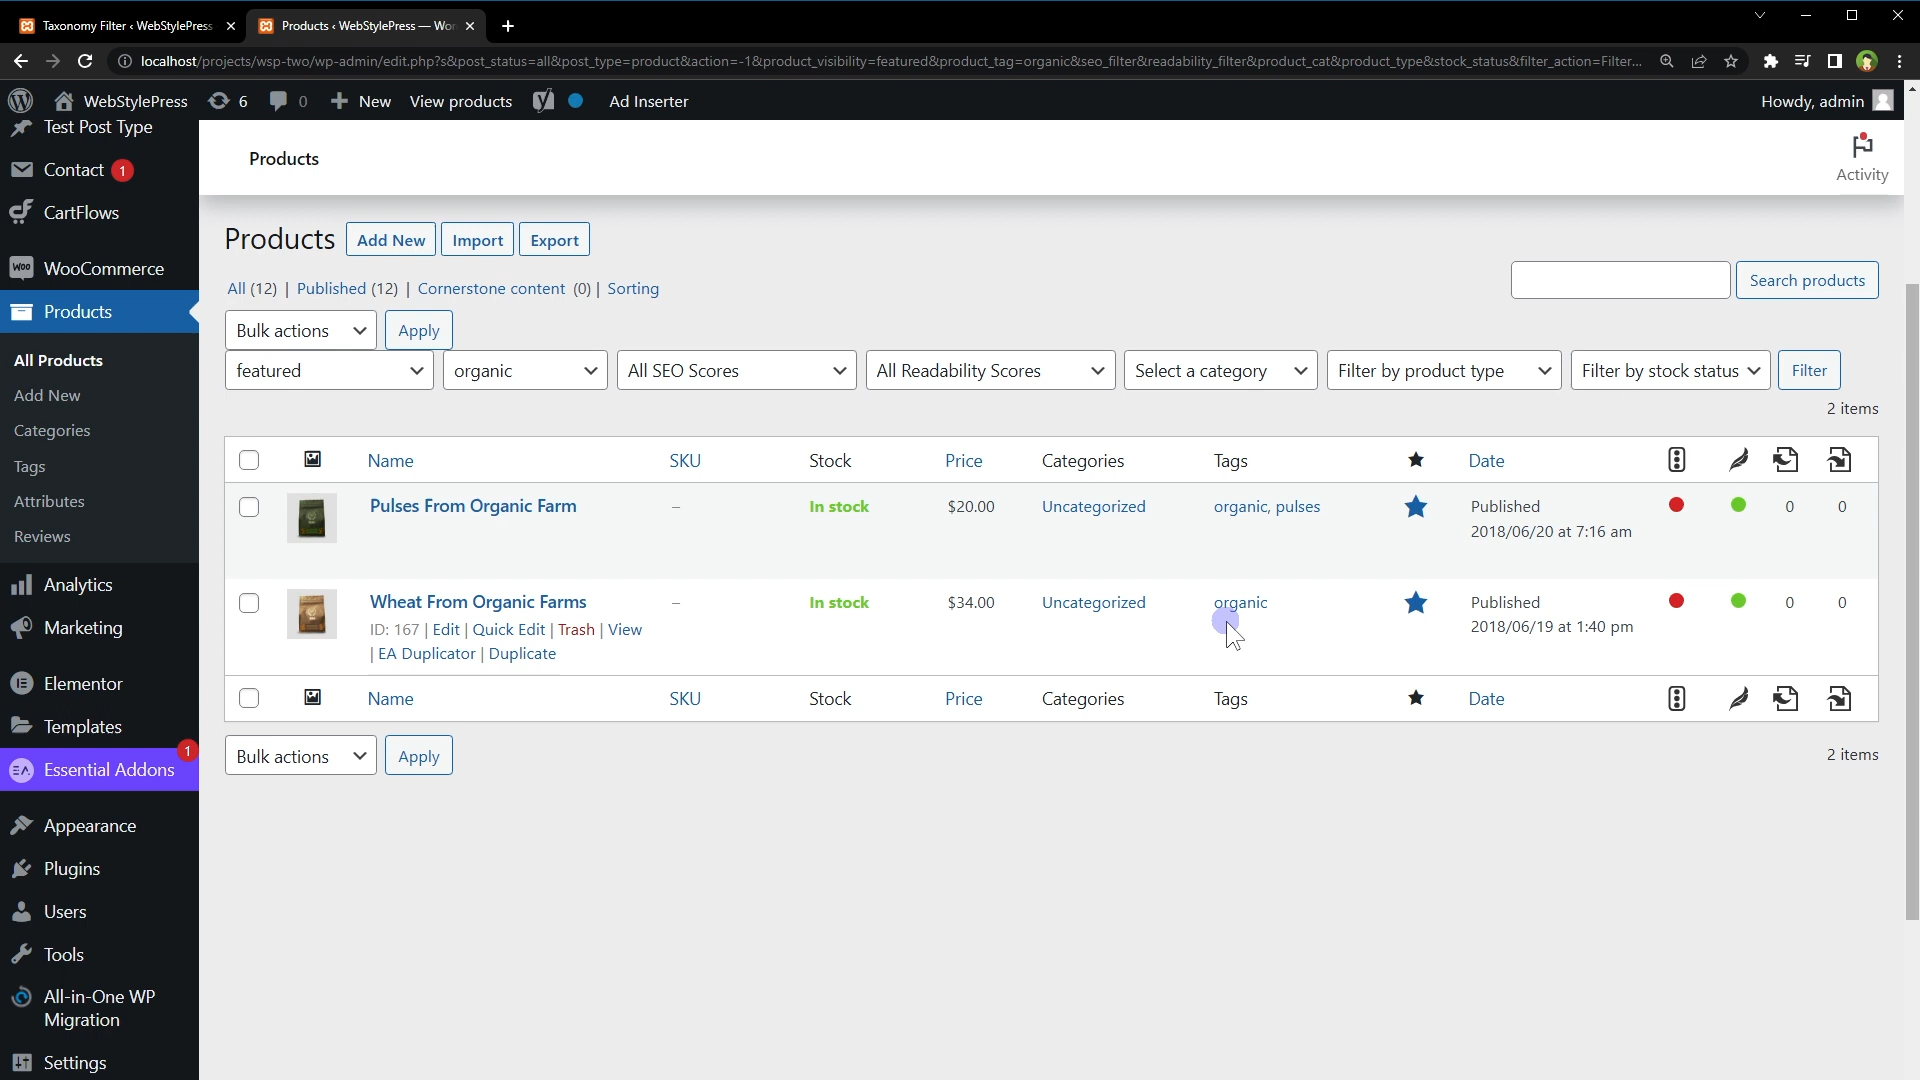 Taxonomy Filter ‹ WebStylePress
Products ‹ WebStylePress — Wor
localhost/projects/wsp-two/wp-admin/edit.php?s&post_status=all&post_type=product&action=-1&product_visibility=featured&product_tag=organic&seo_filter&readability_filter&product_cat&product_type&stock_status&filter_action=Filter...
WebStylePress 6 0 New View products Ad Inserter Howdy, admin
Test Post Type
Contact 1
CartFlows
WooCommerce
Products
All Products
Add New
Categories
Tags
Attributes
Reviews
Analytics
Marketing
Elementor
Templates
Essential Addons 1
Appearance
Plugins
Users
Tools
All-in-One WP
Migration
Settings
Products
Activity
Products Add New Import Export
All (12) | Published (12) | Cornerstone content (0) | Sorting
Search products
Bulk actions Apply
featured organic All SEO Scores All Readability Scores Select a category Filter by product type Filter by stock status Filter
2 items
Name SKU Stock Price Categories Tags Date
Pulses From Organic Farm – In stock $20.00 Uncategorized organic, pulses Published 0 0
2018/06/20 at 7:16 am
Wheat From Organic Farms – In stock $34.00 Uncategorized organic Published 0 0
ID: 167 | Edit | Quick Edit | Trash | View 2018/06/19 at 1:40 pm
| EA Duplicator | Duplicate
Name SKU Stock Price Categories Tags Date
Bulk actions Apply
2 items